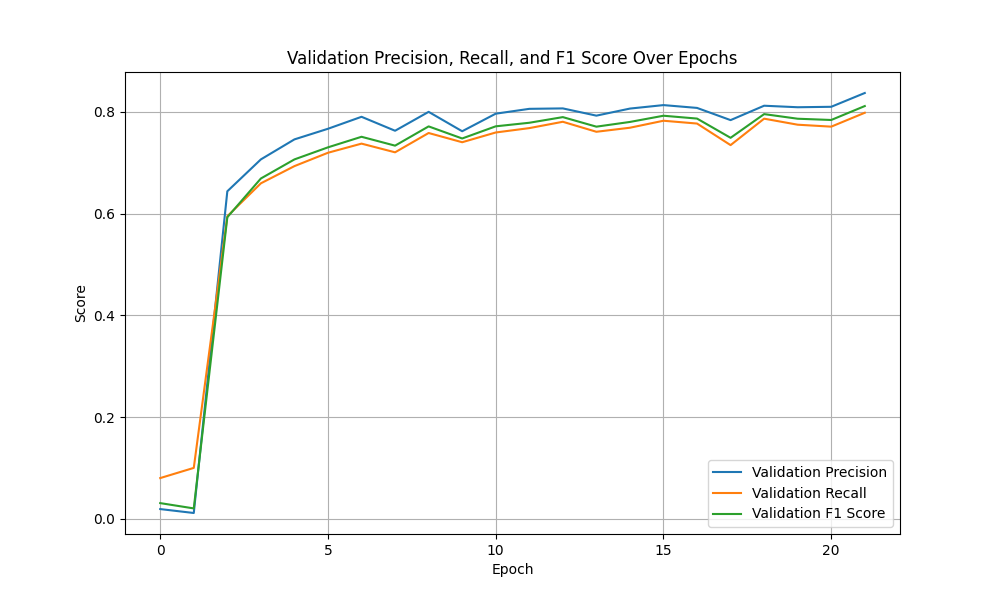 Validation Precision, Recall, and F1 Score Over Epochs
0.8
0.6
0.4
0.2
0.0
Score
0
5
10
15
20
Epoch
Validation Precision
Validation Recall
Validation F1 Score